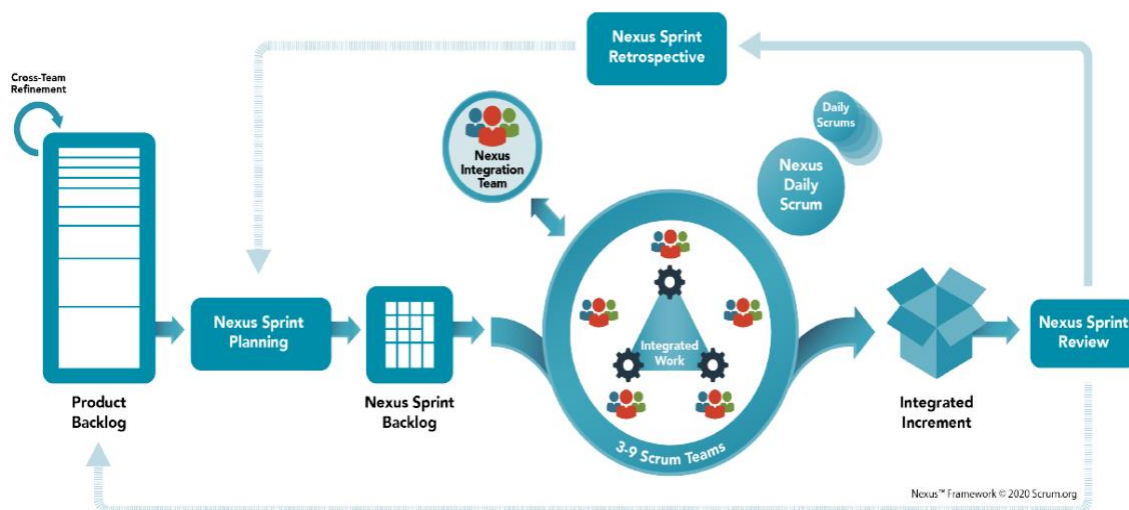 Nexus Sprint
Retrospective
Cross-Team
Refinement
Daily
Scrums
Nexus
Integration
Team
Nexus
Daily
Scrum
Nexus Sprint
Planning
Integrated
Work
Nexus Sprint
Review
Product
Backlog
Nexus Sprint
Backlog
Integrated
Increment
3-9 Scrum Teams
Nexus™ Framework © 2020 Scrum.org